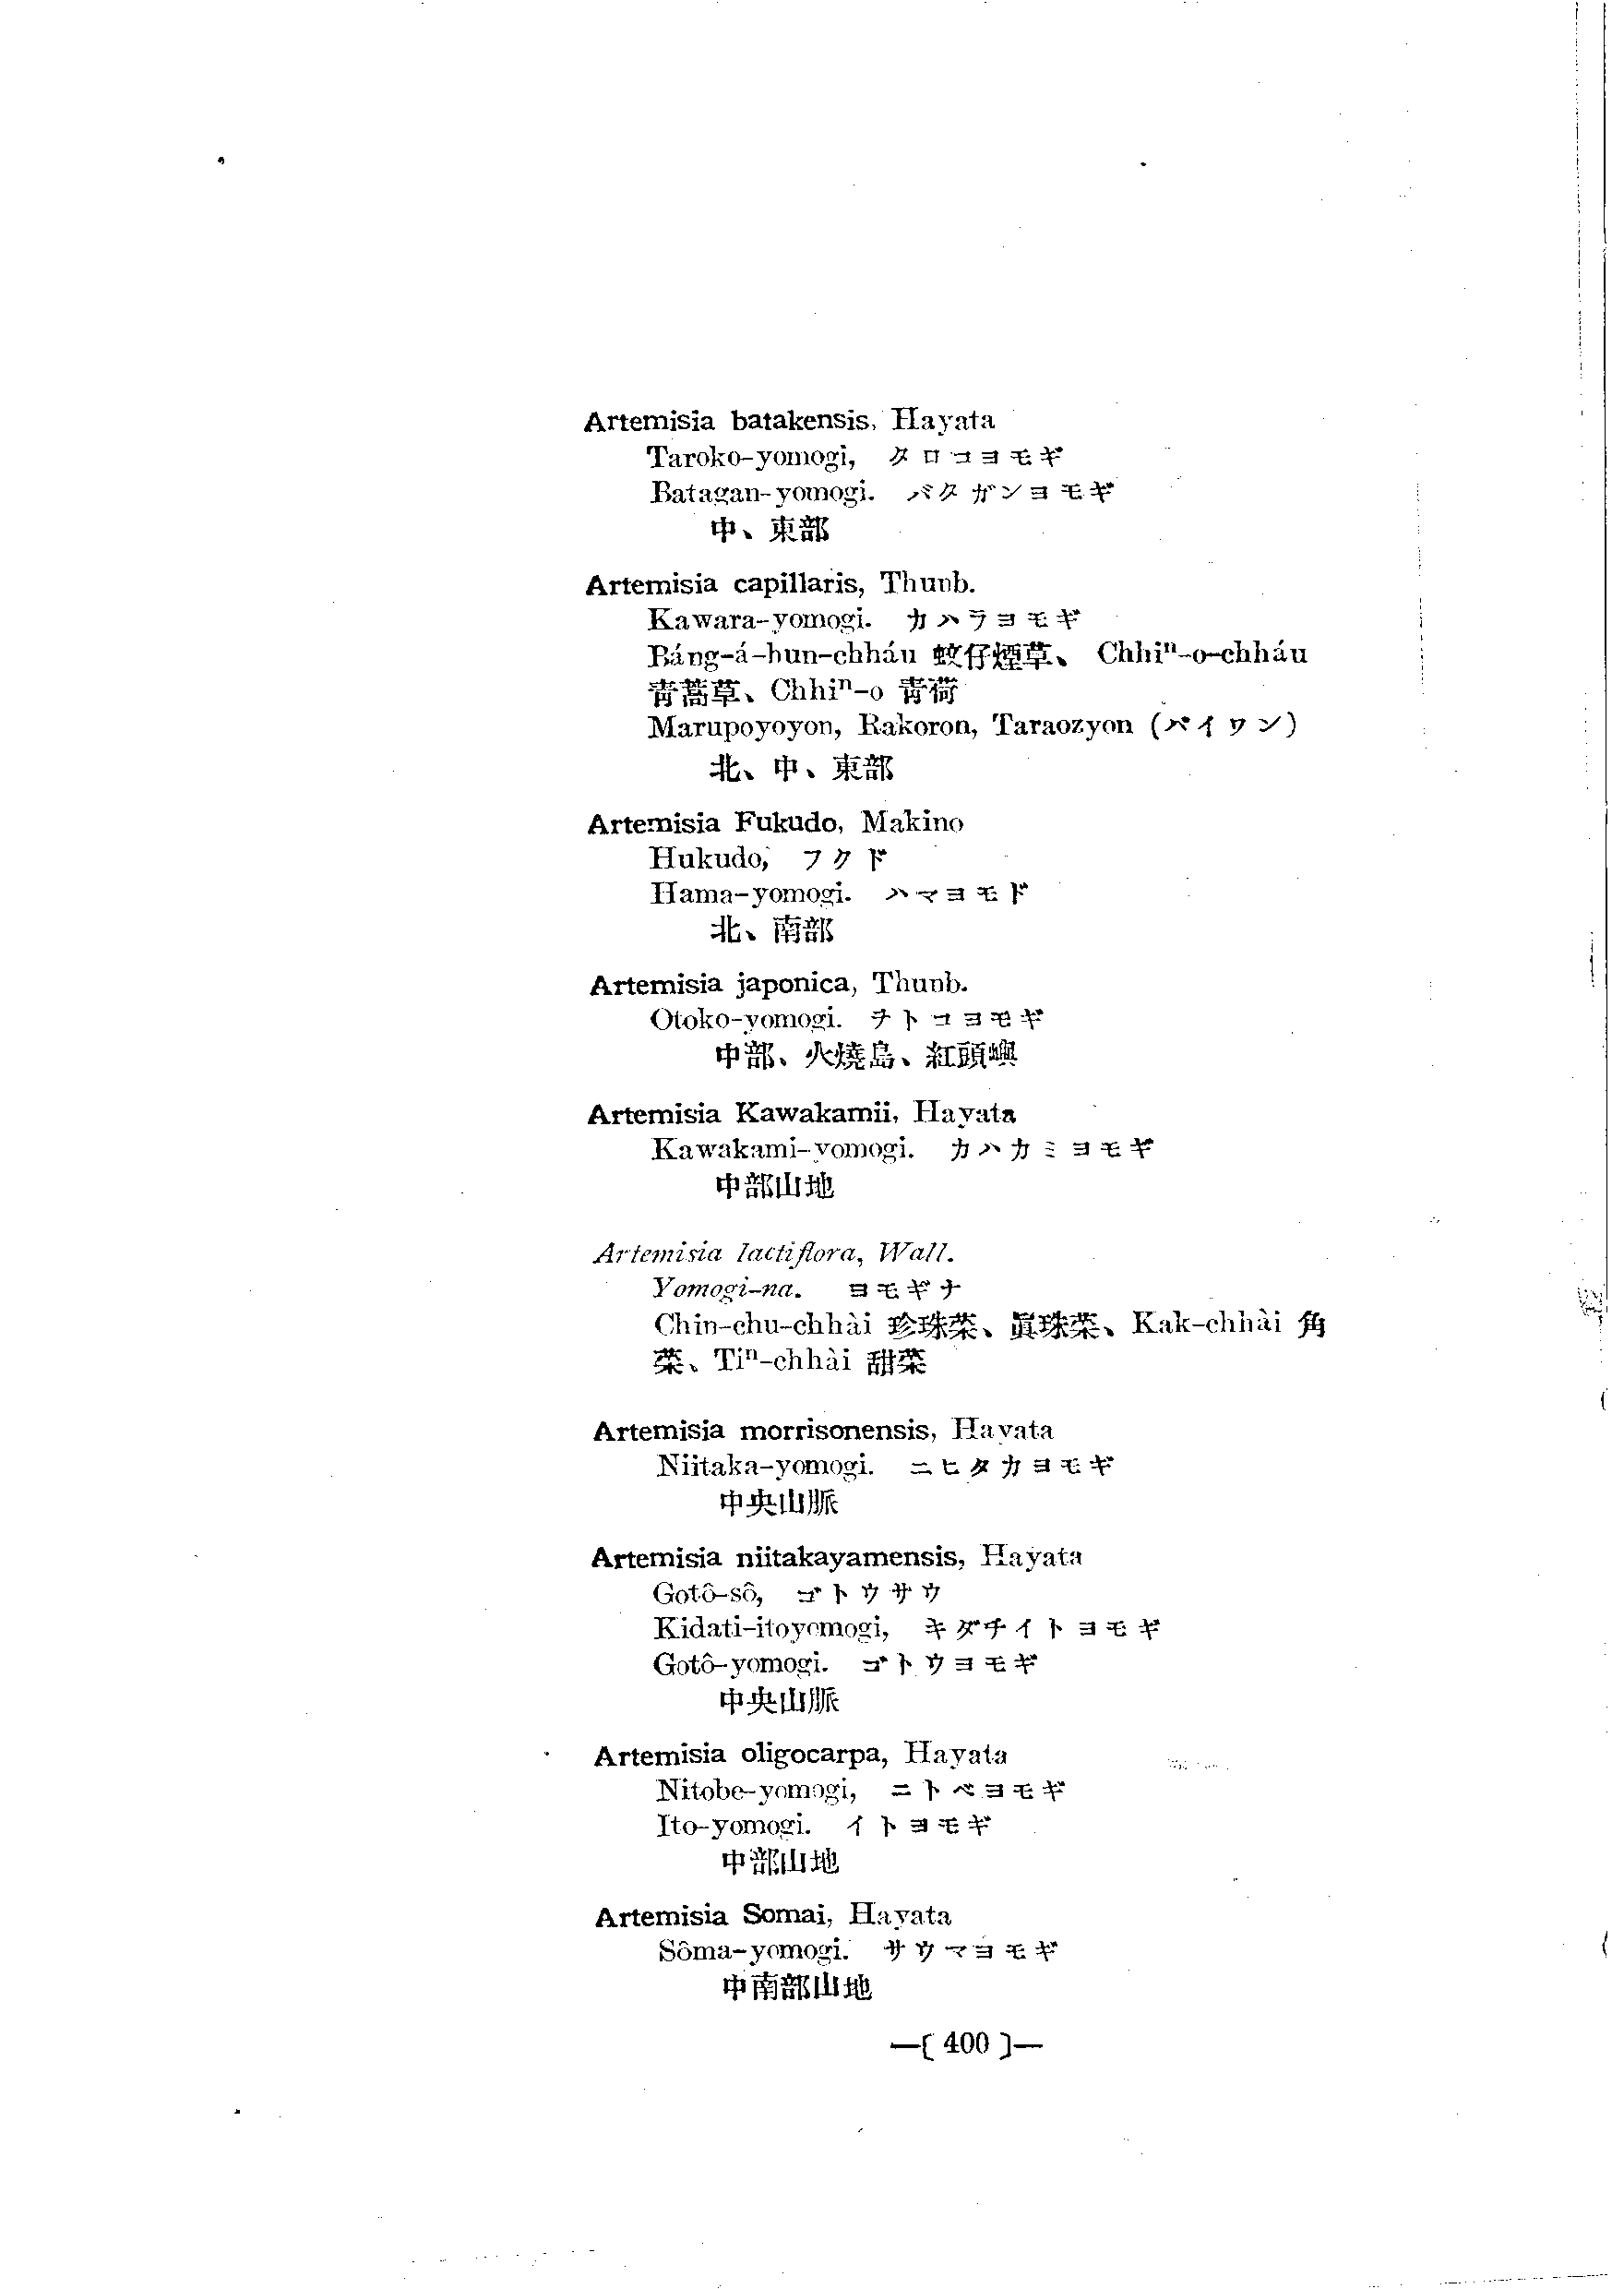 Artemisia batakensis, Hayata
Taroko-yomogi, タロコヨモギ
Batagan-yomogi. バタガンヨモギ
中、東部
Artemisia capillaris, Thunb.
Kawara-yomogi. カハラヨモギ
Báng-á-hun-chháu 蚊仔煙草、 Chhiⁿ-o-chháu
青蒿草、Chhiⁿ-o 青蒿
Marupoyoyon, Rakoron, Taraozyon (パイワン)
北、中、東部
Artemisia Fukudo, Makino
Hukudo, フクド
Hama-yomogi. ハマヨモド
北、南部
Artemisia japonica, Thunb.
Otoko-yomogi. ヲトコヨモギ
中部、火燒島、紅頭嶼
Artemisia Kawakamii, Hayata
Kawakami-yomogi. カハカミヨモギ
中部山地
Artemisia lactiflora, Wall.
Yomogi-na. ヨモギナ
Chin-chu-chhài 珍珠菜、眞珠菜、Kak-chhài 角
菜、Tiⁿ-chhài 甜菜
Artemisia morrisonensis, Hayata
Niitaka-yomogi. ニヒタカヨモギ
中央山脈
Artemisia niitakayamensis, Hayata
Gotô-sô, ゴトウサウ
Kidati-itoyomogi, キダチイトヨモギ
Gotô-yomogi. ゴトウヨモギ
中央山脈
Artemisia oligocarpa, Hayata
Nitobe-yomogi, ニトベヨモギ
Ito-yomogi. イトヨモギ
中部山地
Artemisia Somai, Hayata
Sôma-yomogi. サウマヨモギ
中南部山地
—[ 400 ]—